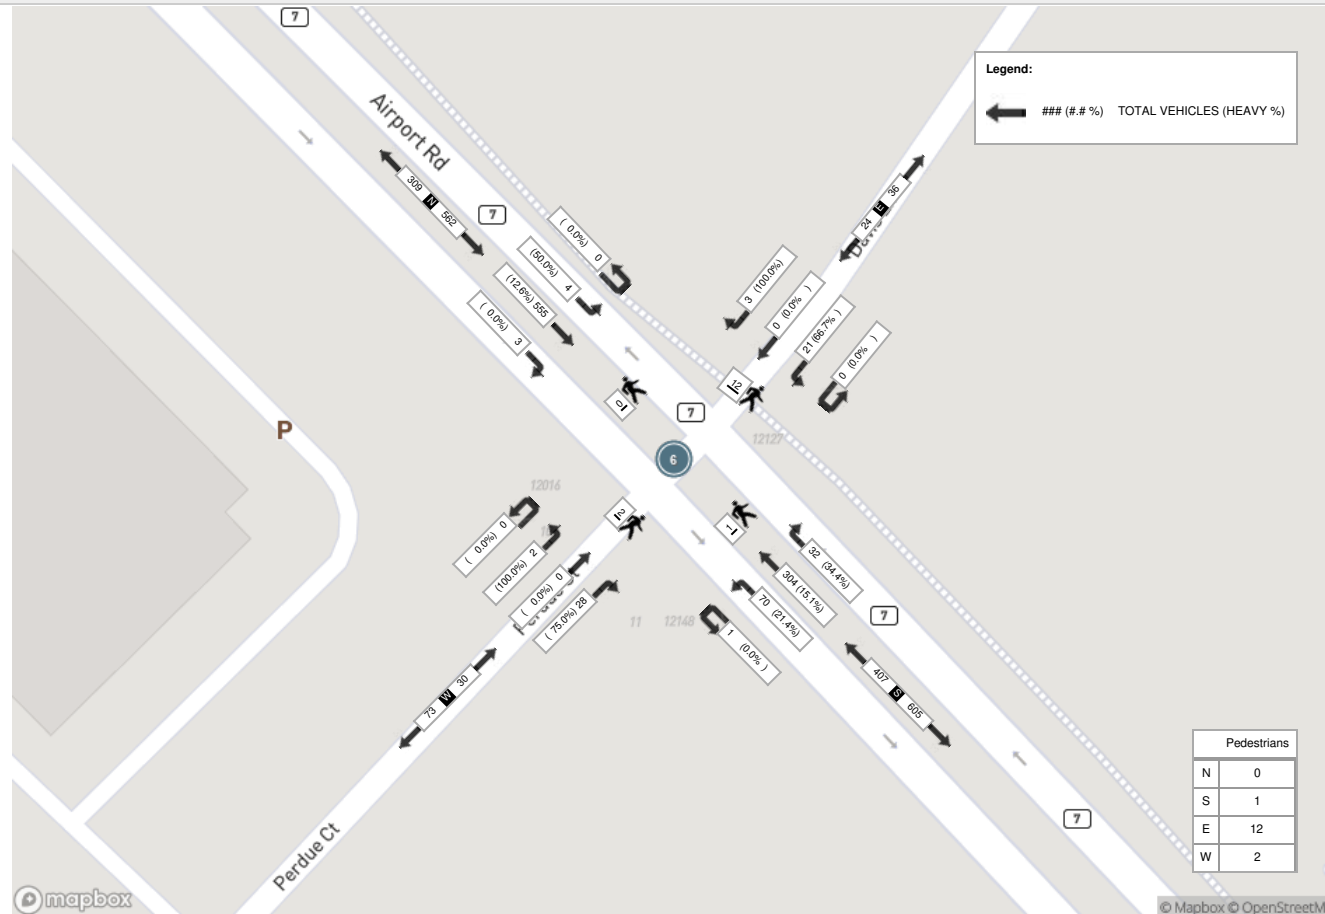 7
Legend:
### (#.# %) TOTAL VEHICLES (HEAVY %)
Airport Rd
309 N 562
7
( 0.0%) 0
(50.0%) 4
(12.6%) 555
( 0.0%) 3
24 E 36
3 (100.0%)
0 (0.0% )
21 (66.7% )
0 (0.0% )
12
0
7
6
12127
P
12016
2
1
( 0.0%) 0
(100.0%) 2
( 0.0%) 0
( 75.0%) 28
32 (34.4%)
304 (15.1%)
70 (21.4%)
1 (0.0% )
11
12148
7
73 W 30
407 S 605
Pedestrians
N 0
S 1
E 12
W 2
7
Perdue Ct
mapbox
© Mapbox © OpenStreetM